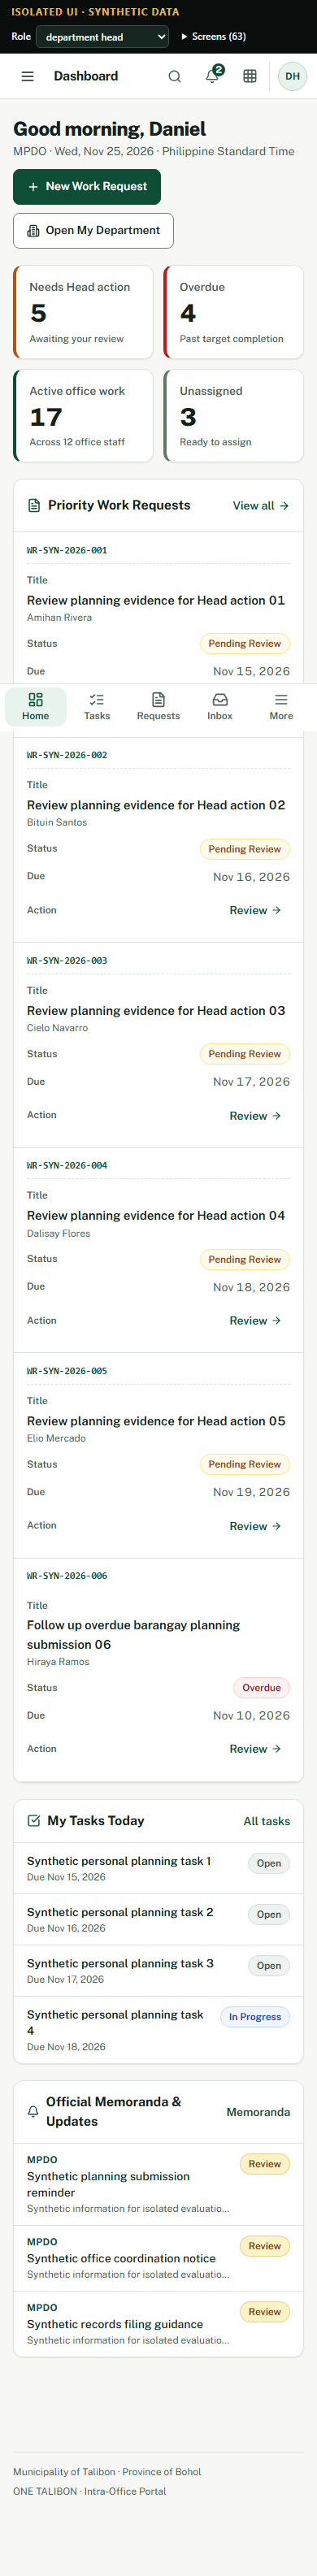 ISOLATED UI · SYNTHETIC DATA
Role department head Screens (63)
Dashboard 2 DH
Good morning, Daniel
MPDO · Wed, Nov 25, 2026 · Philippine Standard Time
New Work Request
Open My Department
Needs Head action
5
Awaiting your review
Overdue
4
Past target completion
Active office work
17
Across 12 office staff
Unassigned
3
Ready to assign
Priority Work Requests View all
WR-SYN-2026-001
Title
Review planning evidence for Head action 01
Amihan Rivera
Status Pending Review
Due Nov 15, 2026
Home Tasks Requests Inbox More
WR-SYN-2026-002
Title
Review planning evidence for Head action 02
Bituin Santos
Status Pending Review
Due Nov 16, 2026
Action Review
WR-SYN-2026-003
Title
Review planning evidence for Head action 03
Cielo Navarro
Status Pending Review
Due Nov 17, 2026
Action Review
WR-SYN-2026-004
Title
Review planning evidence for Head action 04
Dalisay Flores
Status Pending Review
Due Nov 18, 2026
Action Review
WR-SYN-2026-005
Title
Review planning evidence for Head action 05
Elio Mercado
Status Pending Review
Due Nov 19, 2026
Action Review
WR-SYN-2026-006
Title
Follow up overdue barangay planning
submission 06
Hiraya Ramos
Status Overdue
Due Nov 10, 2026
Action Review
My Tasks Today All tasks
Synthetic personal planning task 1 Open
Due Nov 15, 2026
Synthetic personal planning task 2 Open
Due Nov 16, 2026
Synthetic personal planning task 3 Open
Due Nov 17, 2026
Synthetic personal planning task
4 In Progress
Due Nov 18, 2026
Official Memoranda &
Updates Memoranda
MPDO Review
Synthetic planning submission
reminder
Synthetic information for isolated evaluatio...
MPDO Review
Synthetic office coordination notice
Synthetic information for isolated evaluatio...
MPDO Review
Synthetic records filing guidance
Synthetic information for isolated evaluatio...
Municipality of Talibon · Province of Bohol
ONE TALIBON · Intra-Office Portal